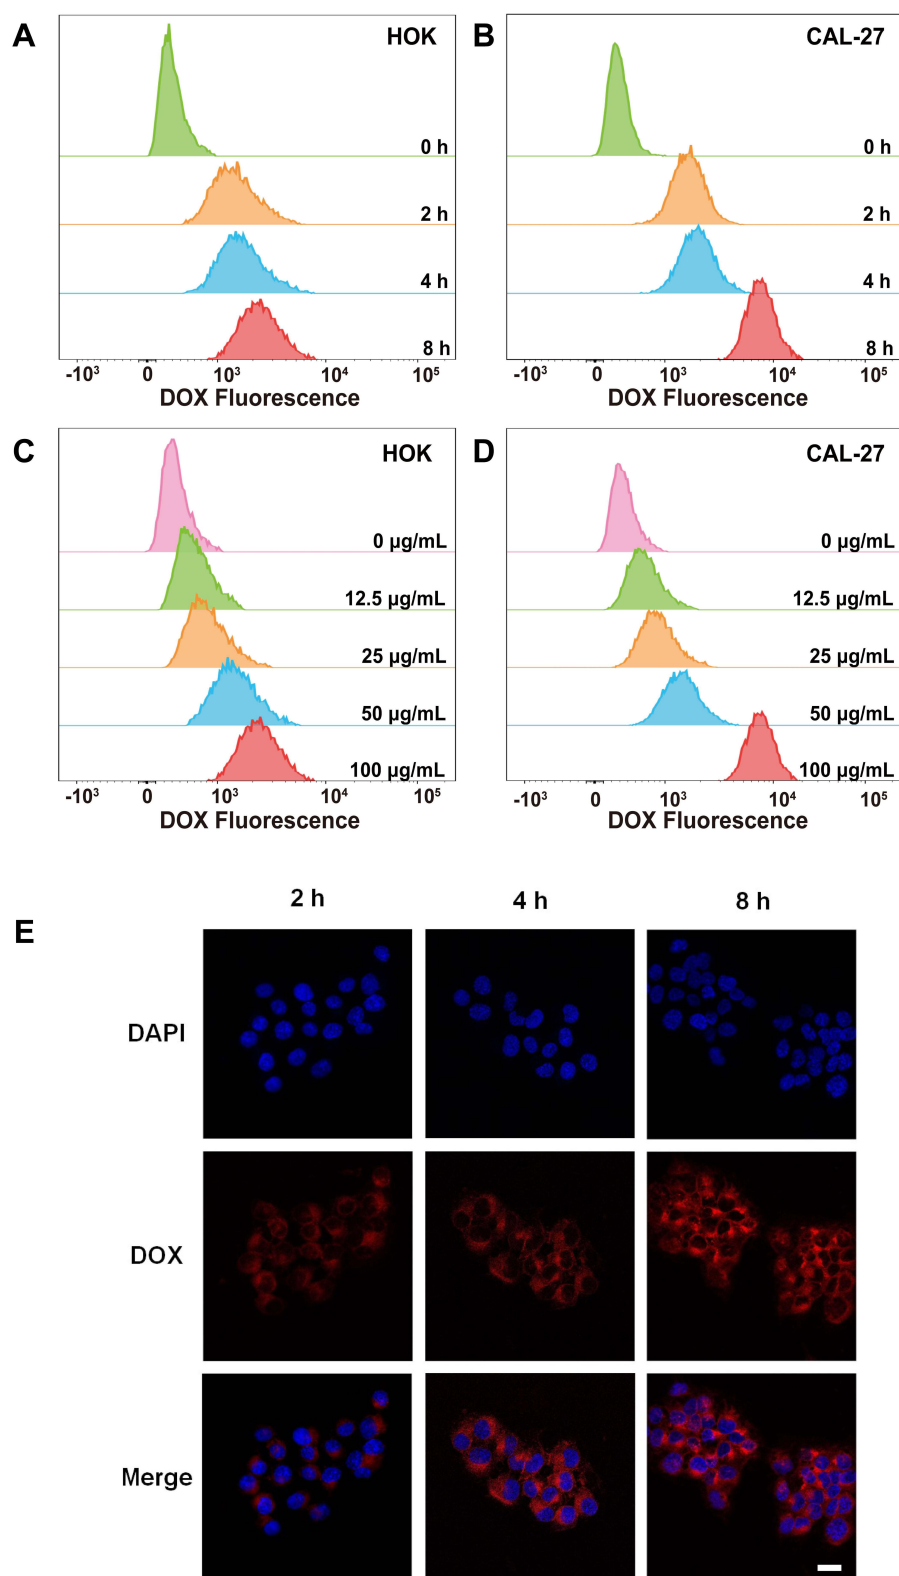 A HOK
0 h
2 h
4 h
8 h
-10³ 0 10³ 10⁴ 10⁵
DOX Fluorescence
B CAL-27
0 h
2 h
4 h
8 h
-10³ 0 10³ 10⁴ 10⁵
DOX Fluorescence
C HOK
0 μg/mL
12.5 μg/mL
25 μg/mL
50 μg/mL
100 μg/mL
-10³ 0 10³ 10⁴ 10⁵
DOX Fluorescence
D CAL-27
0 μg/mL
12.5 μg/mL
25 μg/mL
50 μg/mL
100 μg/mL
-10³ 0 10³ 10⁴ 10⁵
DOX Fluorescence
E
2 h 4 h 8 h
DAPI
DOX
Merge